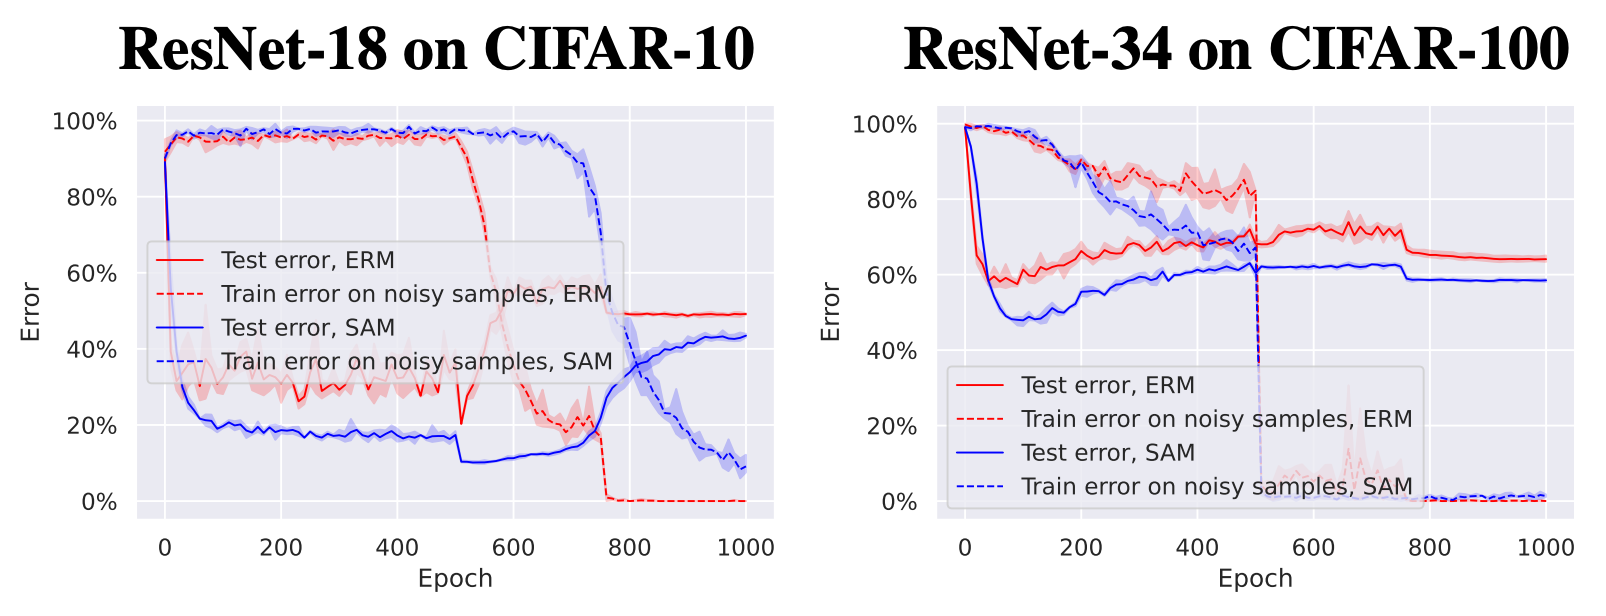 ResNet-18 on CIFAR-10
100%
80%
60%
40%
20%
0%
Error
Test error, ERM
Train error on noisy samples, ERM
Test error, SAM
Train error on noisy samples, SAM
0 200 400 600 800 1000
Epoch
ResNet-34 on CIFAR-100
100%
80%
60%
40%
20%
0%
Error
Test error, ERM
Train error on noisy samples, ERM
Test error, SAM
Train error on noisy samples, SAM
0 200 400 600 800 1000
Epoch